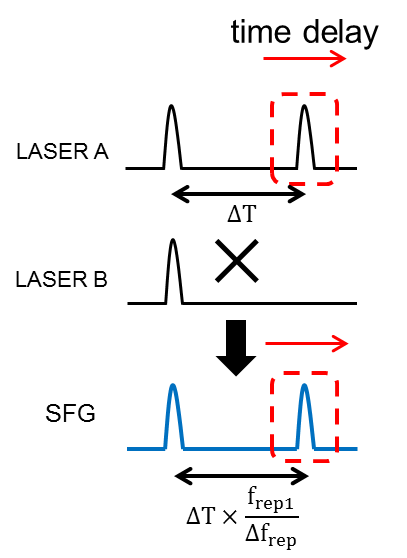 time delay
LASER A
ΔT
LASER B
SFG
ΔT × f_rep1/Δf_rep